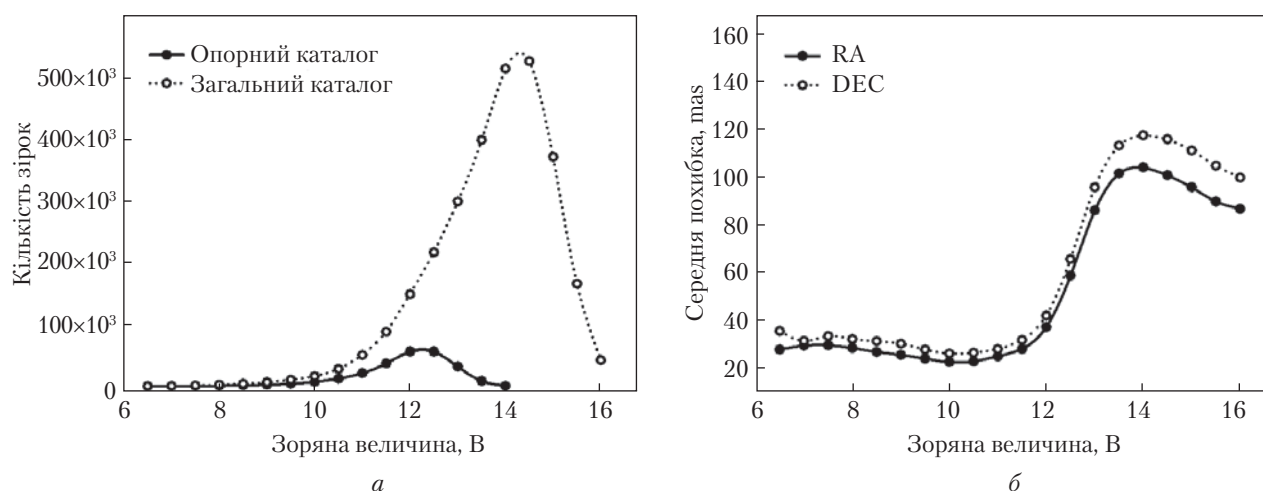 Опорний каталог
Загальний каталог
Кількість зірок
500×10³
400×10³
300×10³
200×10³
100×10³
0
6 8 10 12 14 16
Зоряна величина, В
а
RA
DEC
Середня похибка, mas
160
140
120
100
80
60
40
20
6 8 10 12 14 16
Зоряна величина, В
б